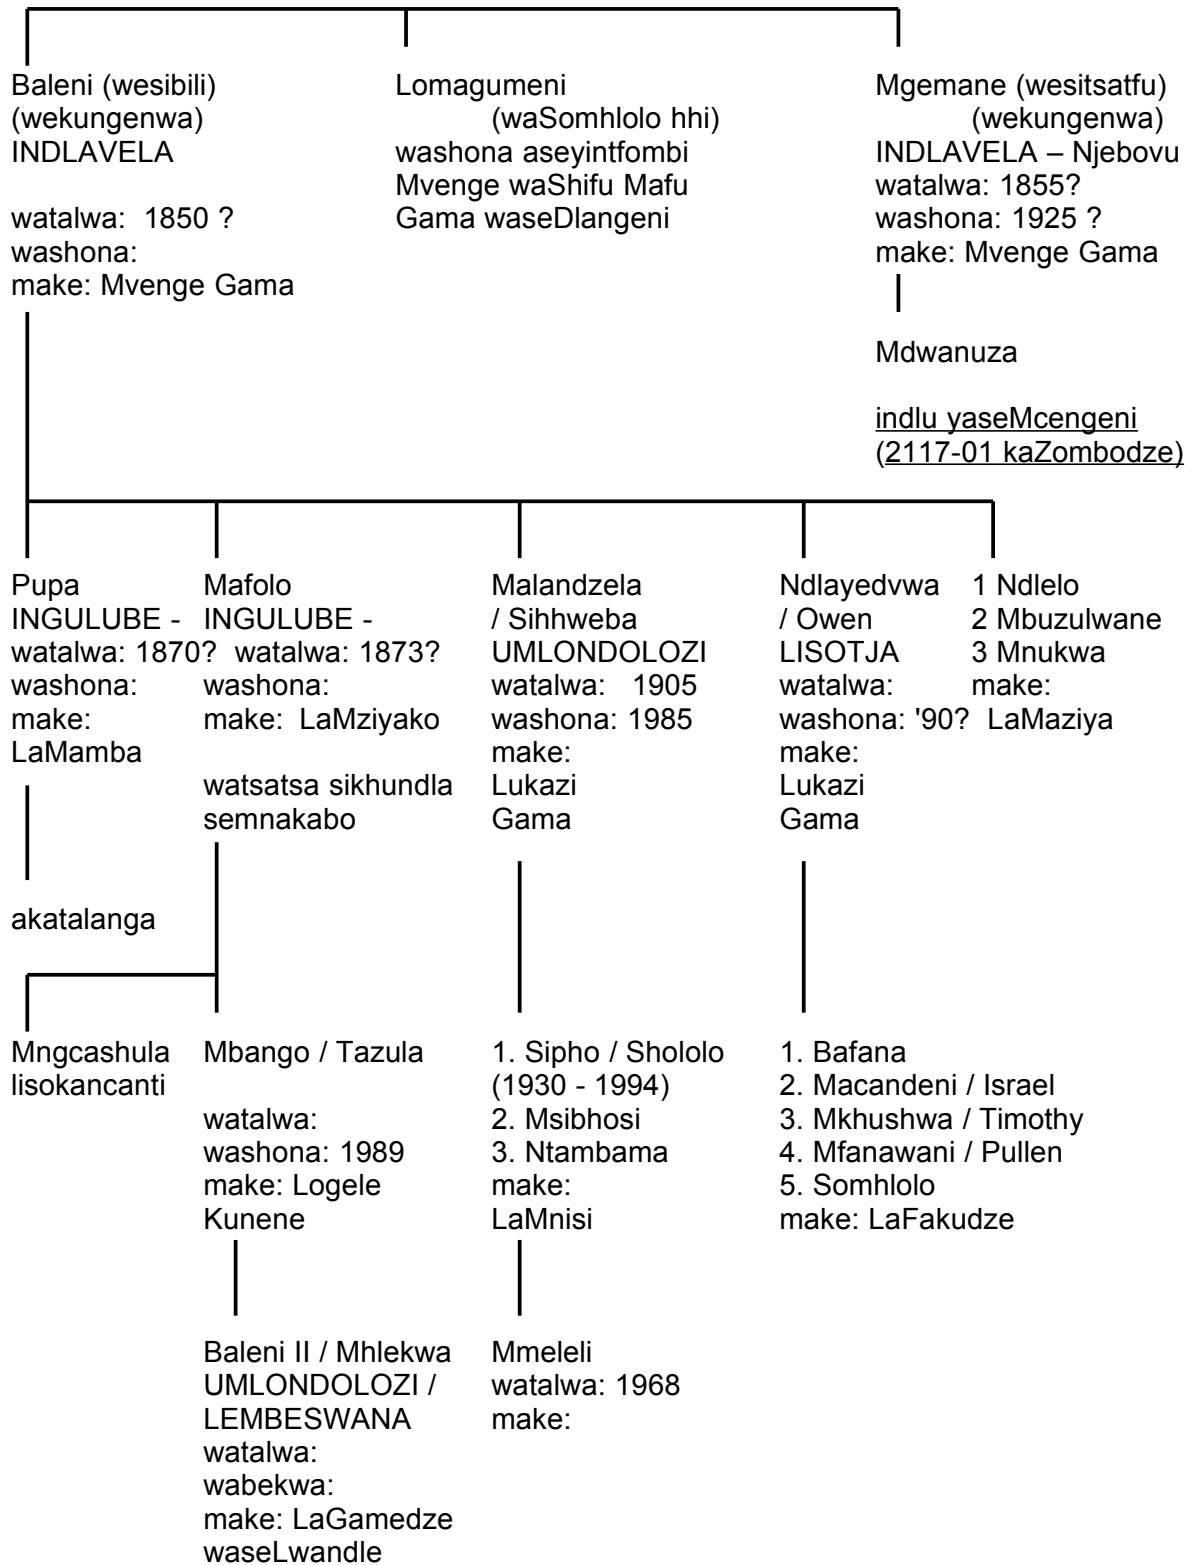 Baleni (wesibili)
(wekungenwa)
INDLAVELA
watalwa: 1850 ?
washona:
make: Mvenge Gama
Lomagumeni
(waSomhlolo hhi)
washona aseyintfombi
Mvenge waShifu Mafu
Gama waseDlangeni
Mgemane (wesitsatfu)
(wekungenwa)
INDLAVELA – Njebovu
watalwa: 1855?
washona: 1925 ?
make: Mvenge Gama
Mdwanuza
indlu yaseMcengeni
(2117-01 kaZombodze)
Pupa
INGULUBE -
watalwa: 1870?
washona:
make:
LaMamba
akatalanga
Mafolo
INGULUBE -
watalwa: 1873?
washona:
make: LaMziyako
watsatsa sikhundla
semnakabo
Malandzela
/ Sihhweba
UMLONDOLOZI
watalwa: 1905
washona: 1985
make:
Lukazi
Gama
Ndlayedvwa
/ Owen
LISOTJA
watalwa:
washona: '90?
make:
Lukazi
Gama
1 Ndlelo
2 Mbuzulwane
3 Mnukwa
make:
LaMaziya
Mngcashula
lisokancanti
Mbango / Tazula
watalwa:
washona: 1989
make: Logele
Kunene
1. Sipho / Shololo
(1930 - 1994)
2. Msibhosi
3. Ntambama
make:
LaMnisi
1. Bafana
2. Macandeni / Israel
3. Mkhushwa / Timothy
4. Mfanawani / Pullen
5. Somhlolo
make: LaFakudze
Baleni II / Mhlekwa
UMLONDOLOZI /
LEMBESWANA
watalwa:
wabekwa:
make: LaGamedze
waseLwandle
Mmeleli
watalwa: 1968
make: